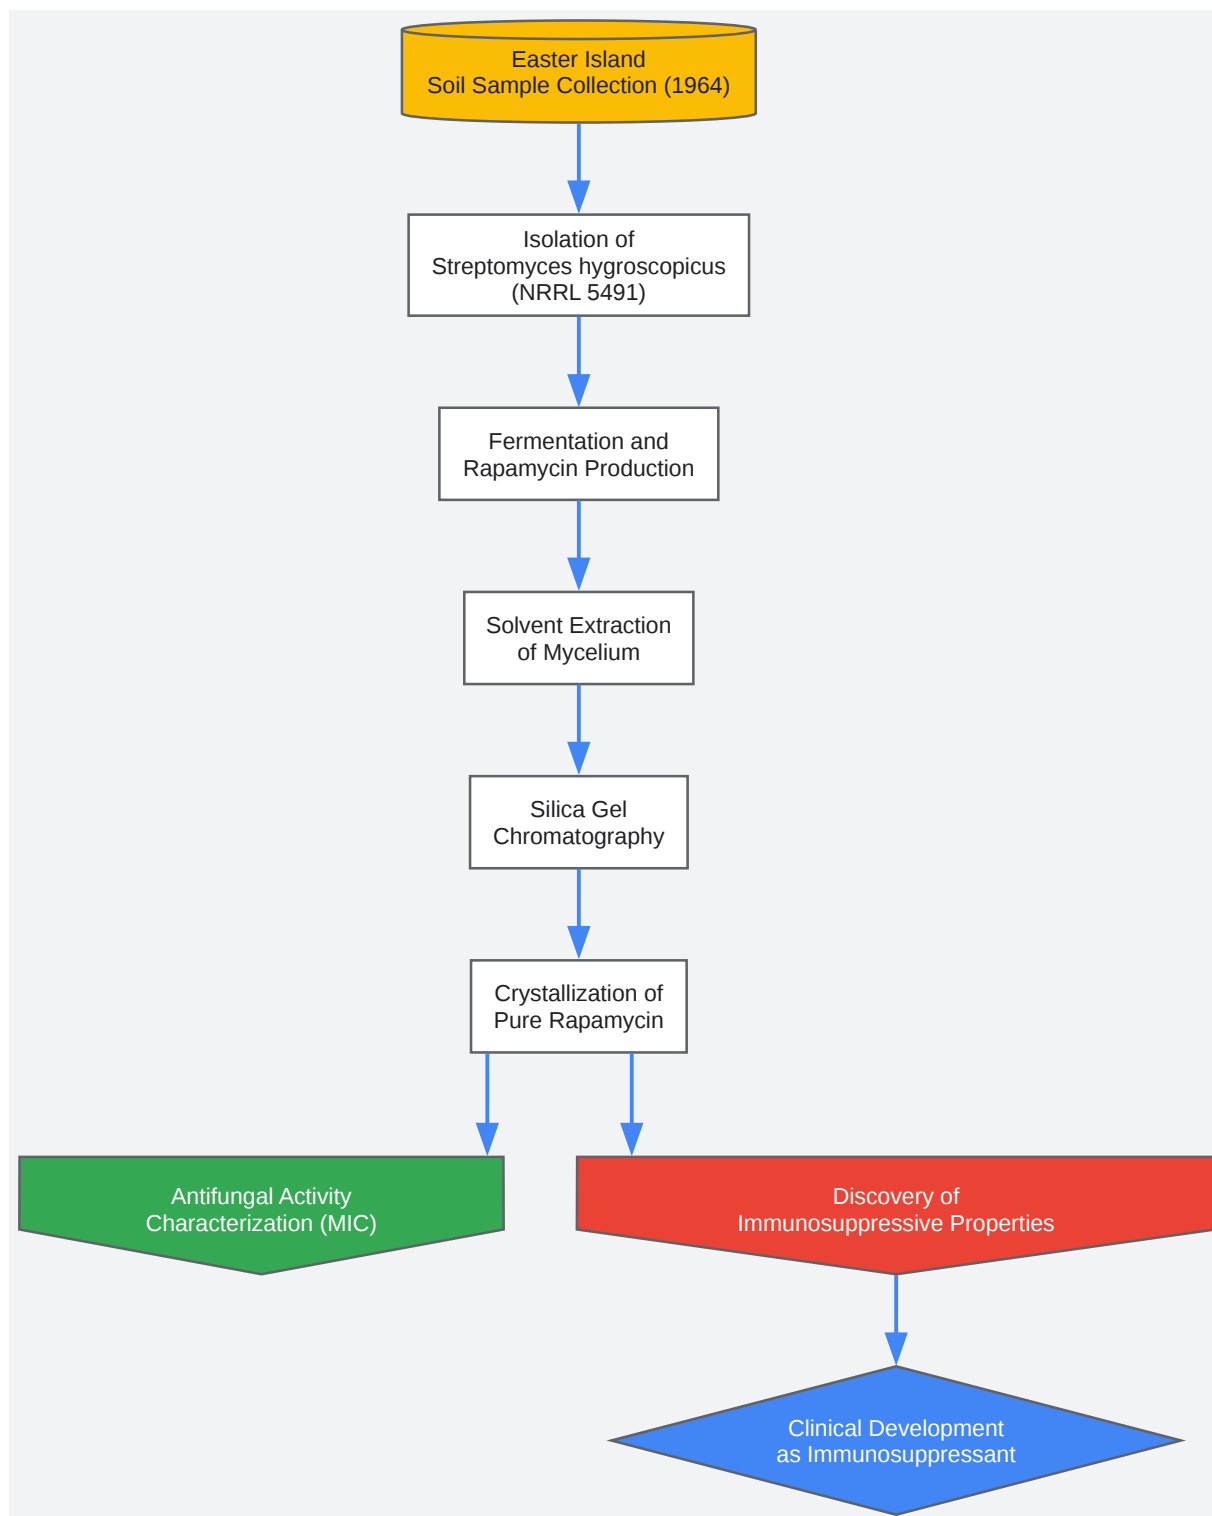 Easter Island
Soil Sample Collection (1964)
Isolation of
Streptomyces hygroscopicus
(NRRL 5491)
Fermentation and
Rapamycin Production
Solvent Extraction
of Mycelium
Silica Gel
Chromatography
Crystallization of
Pure Rapamycin
Antifungal Activity
Characterization (MIC)
Discovery of
Immunosuppressive Properties
Clinical Development
as Immunosuppressant